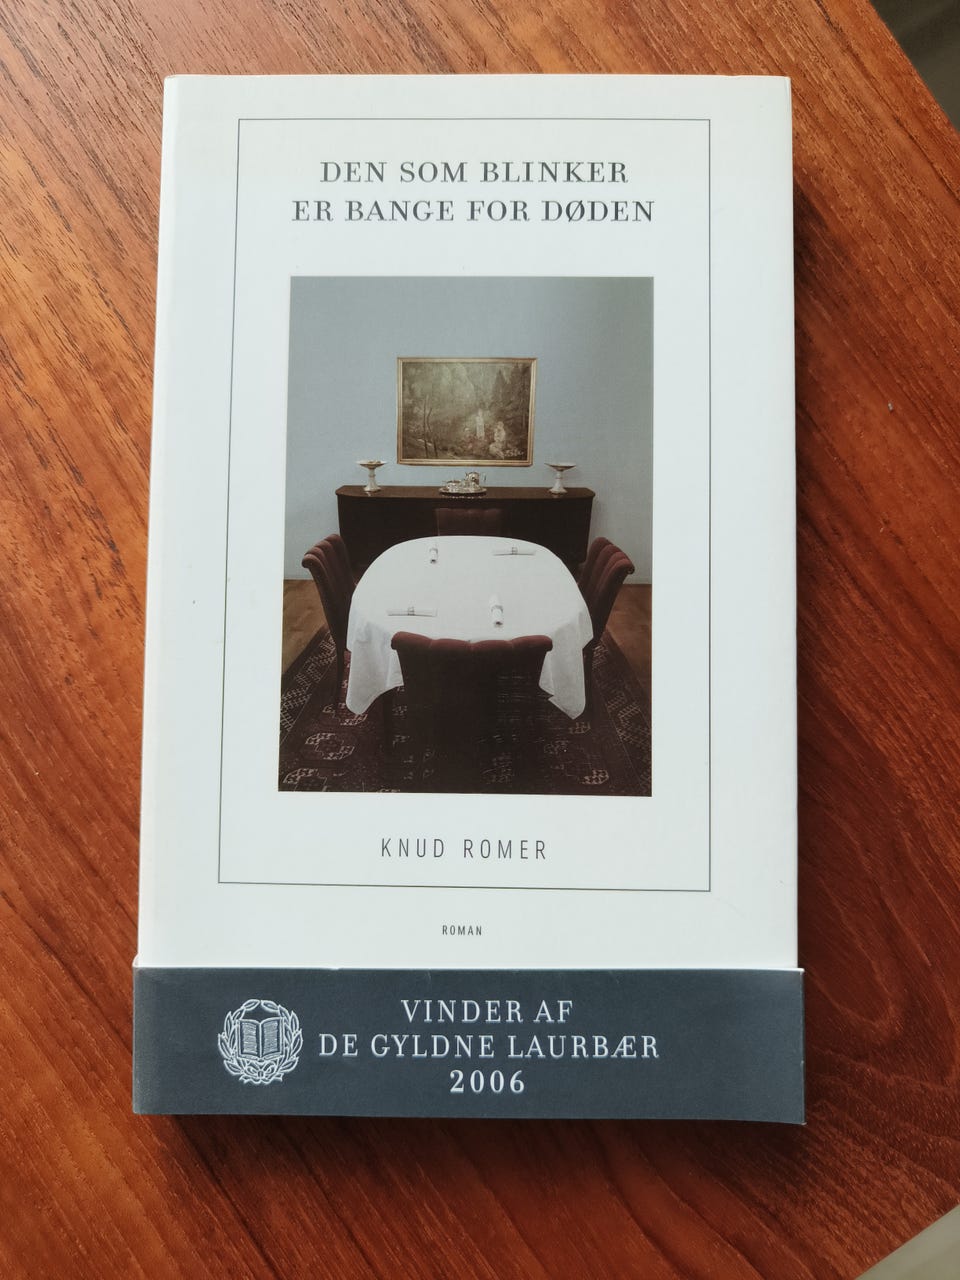 DEN SOM BLINKER
ER BANGE FOR DØDEN
KNUD ROMER
ROMAN
VINDER AF
DE GYLDNE LAURBÆR
2006